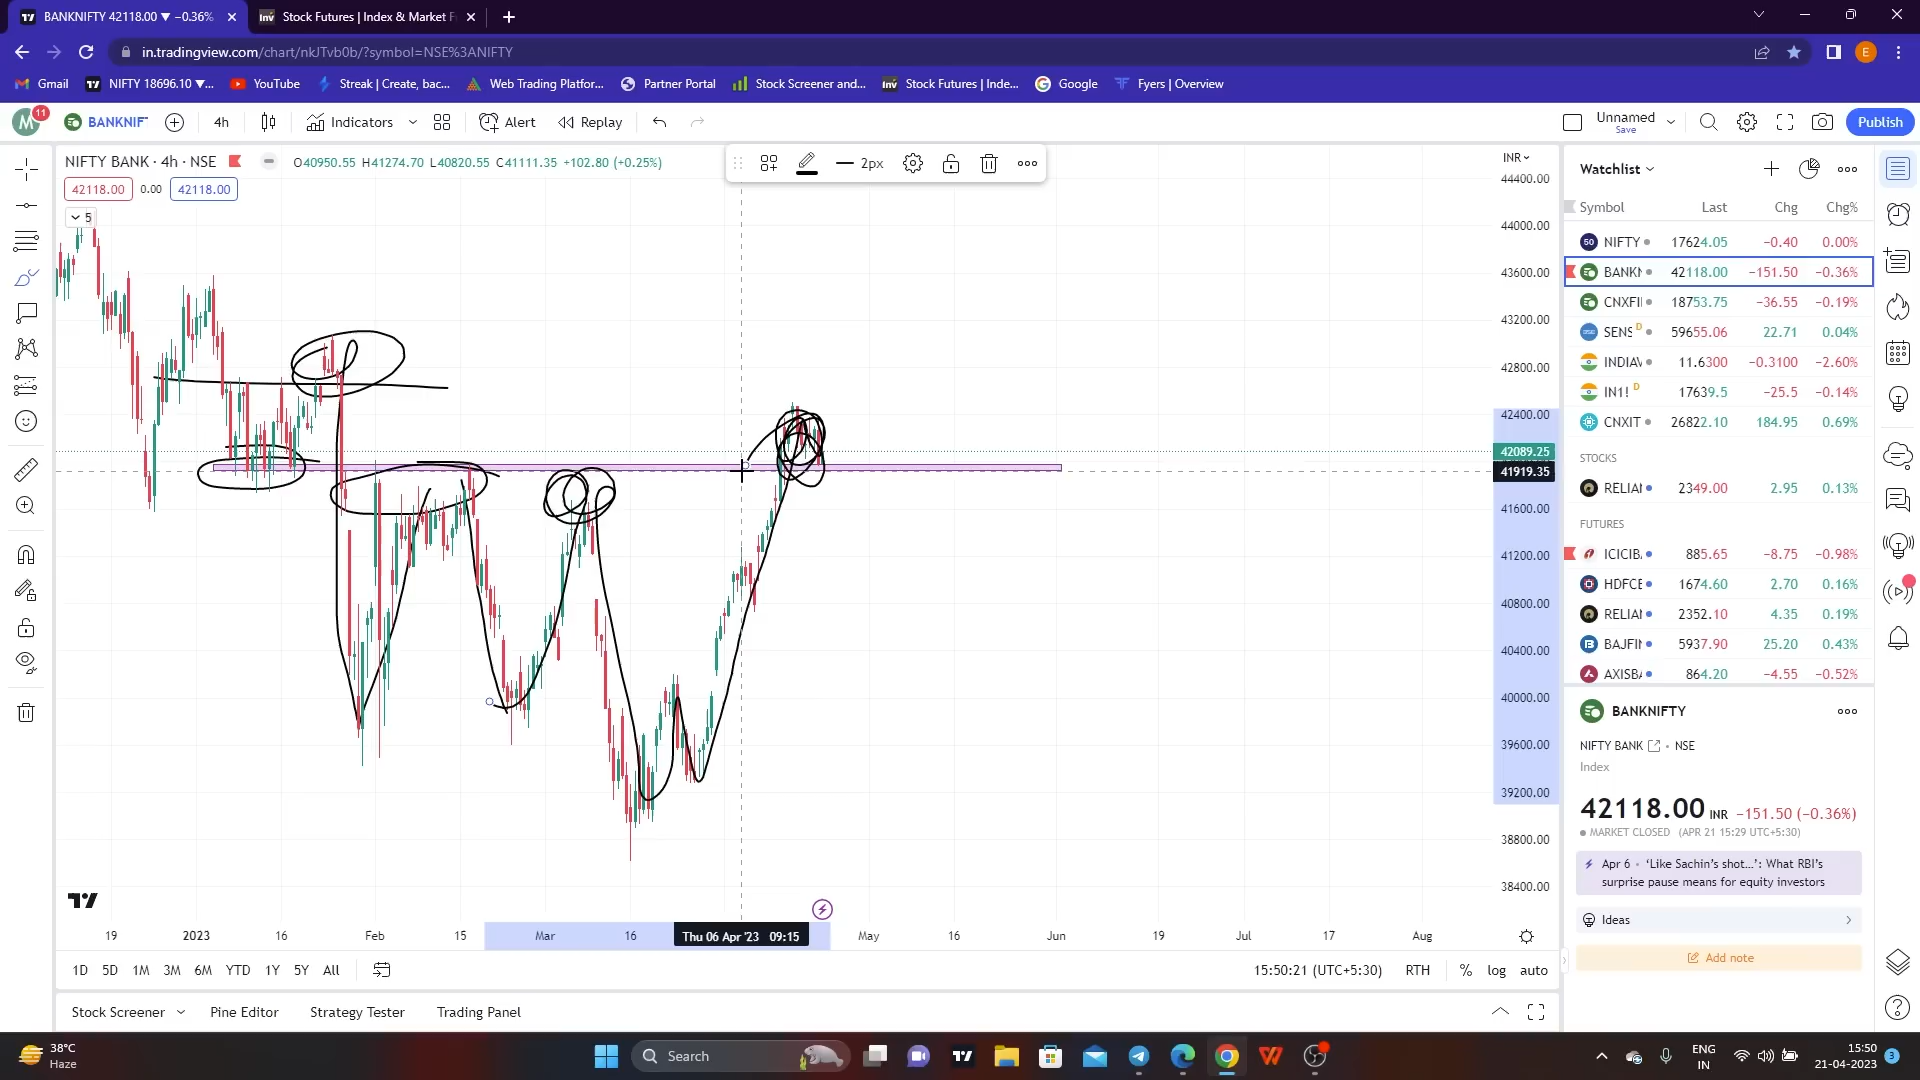 BANKNIFTY 42118.00 ▼ −0.36%
Stock Futures | Index & Market F
in.tradingview.com/chart/nkJTvb0b/?symbol=NSE%3ANIFTY
E
Gmail
NIFTY 18696.10 ▼...
YouTube
Streak | Create, bac...
Web Trading Platfor...
Partner Portal
Stock Screener and...
Inv
Stock Futures | Inde...
Google
Fyers | Overview
M
11
BANKNIF
4h
Indicators
Alert
Replay
Unnamed
Save
Publish
NIFTY BANK · 4h · NSE
O40950.55 H41274.70 L40820.55 C41111.35 +102.80 (+0.25%)
2px
42118.00
0.00
42118.00
5
INR
44400.00
44000.00
43600.00
43200.00
42800.00
42400.00
42089.25
41919.35
41600.00
41200.00
40800.00
40400.00
40000.00
39600.00
39200.00
38800.00
38400.00
19
2023
16
Feb
15
Mar
16
Thu 06 Apr '23 09:15
May
16
Jun
19
Jul
17
Aug
1D 5D 1M 3M 6M YTD 1Y 5Y All
15:50:21 (UTC+5:30)
RTH
% log auto
Stock Screener
Pine Editor
Strategy Tester
Trading Panel
Watchlist
Symbol Last Chg Chg%
50 NIFTY 17624.05 −0.40 0.00%
BANKN 42118.00 −151.50 −0.36%
CNXFI 18753.75 −36.55 −0.19%
SENS D 59655.06 22.71 0.04%
INDIAV 11.6300 −0.3100 −2.60%
IN1! D 17639.5 −25.5 −0.14%
CNXIT 26822.10 184.95 0.69%
STOCKS
RELIAN 2349.00 2.95 0.13%
FUTURES
ICICIB. 885.65 −8.75 −0.98%
HDFCE 1674.60 2.70 0.16%
RELIAN 2352.10 4.35 0.19%
BAJFIN 5937.90 25.20 0.43%
AXISBA 864.20 −4.55 −0.52%
BANKNIFTY
NIFTY BANK · NSE
Index
42118.00 INR −151.50 (−0.36%)
MARKET CLOSED (APR 21 15:29 UTC+5:30)
Apr 6 · ‘Like Sachin’s shot...’: What RBI’s
surprise pause means for equity investors
Ideas
Add note
38°C
Haze
Search
ENG
IN
15:50
21-04-2023
3